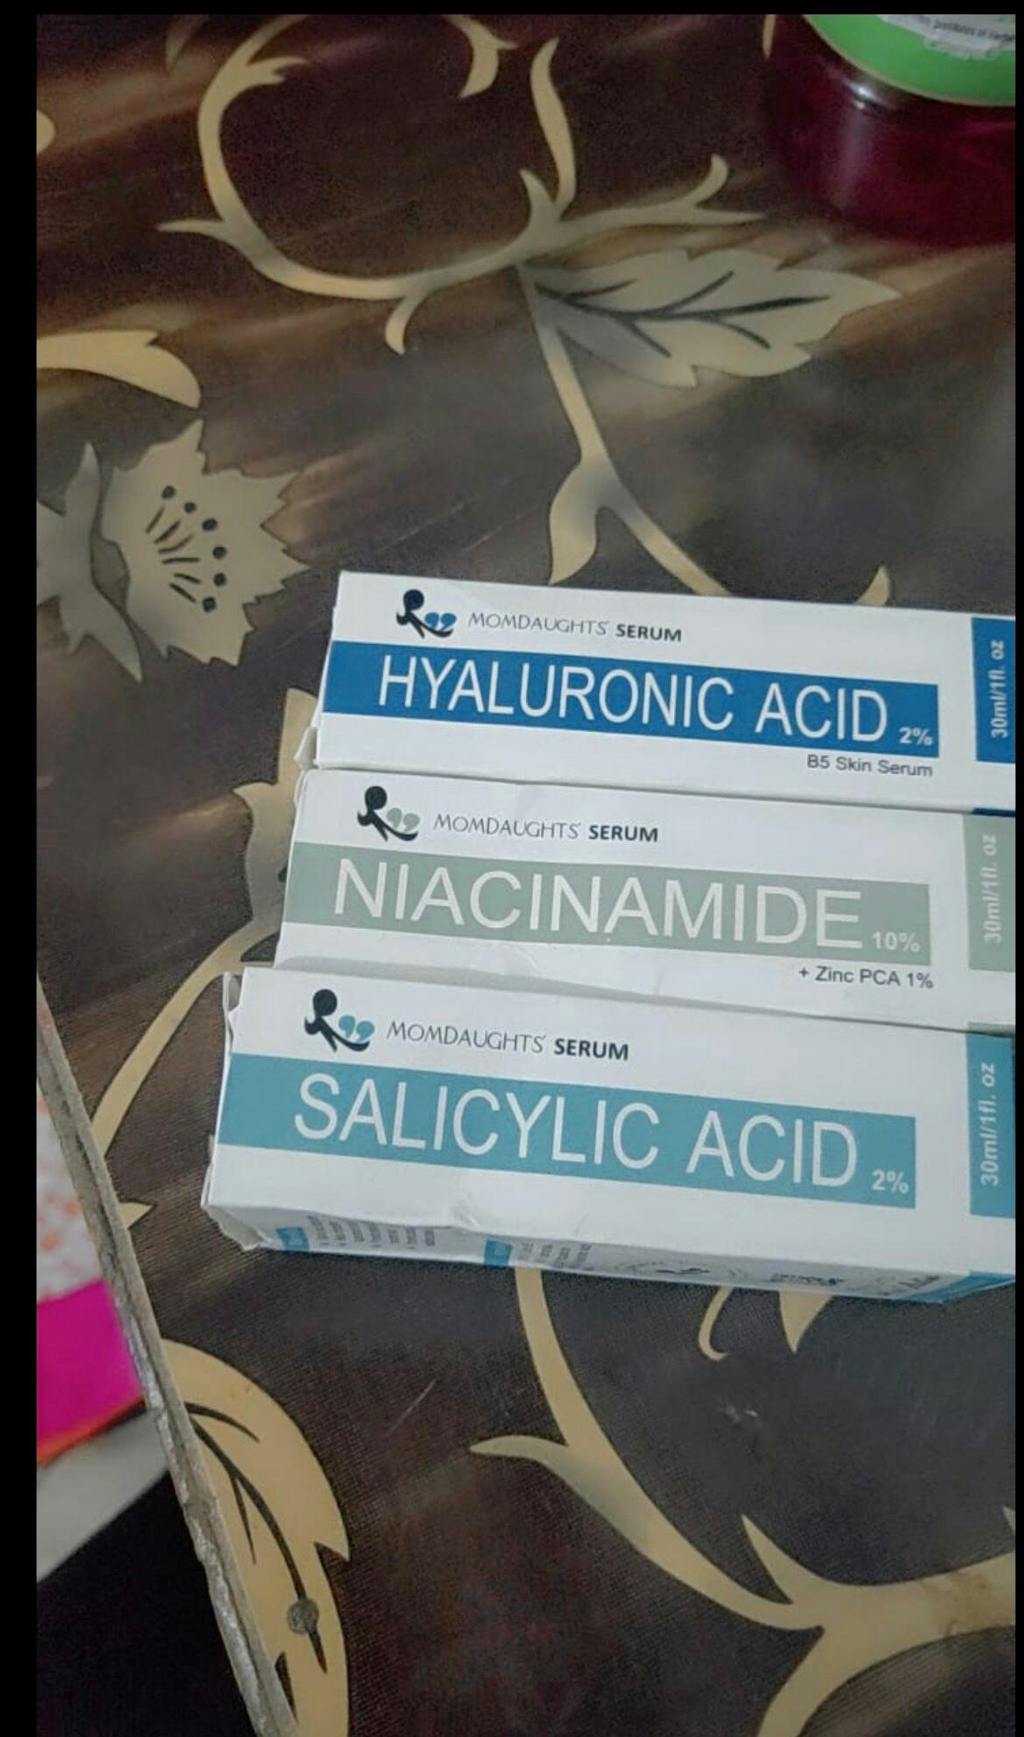 MOMDAUGHTS' SERUM
HYALURONIC ACID 2%
B5 Skin Serum
30ml/1fl. oz
MOMDAUGHTS' SERUM
NIACINAMIDE 10%
+ Zinc PCA 1%
30ml/1fl. oz
MOMDAUGHTS' SERUM
SALICYLIC ACID 2%
30ml/1fl. oz